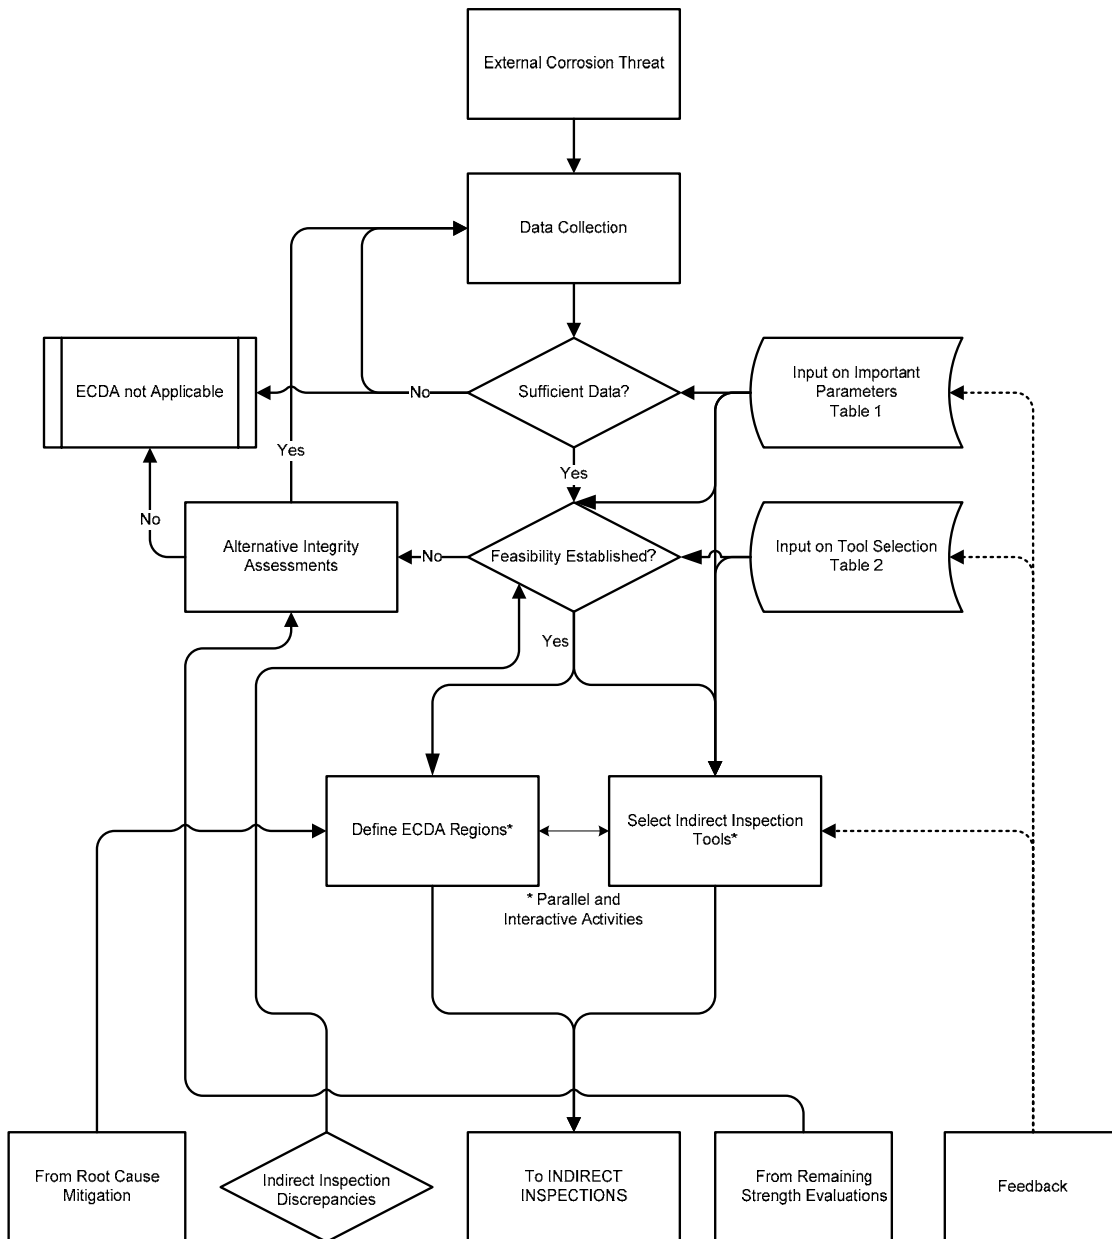 External Corrosion Threat
Data Collection
ECDA not Applicable
No
Sufficient Data?
Input on Important
Parameters
Table 1
Yes
Yes
No
Alternative Integrity
Assessments
No
Feasibility Established?
Input on Tool Selection
Table 2
Yes
Define ECDA Regions*
Select Indirect Inspection
Tools*
* Parallel and
Interactive Activities
From Root Cause
Mitigation
Indirect Inspection
Discrepancies
To INDIRECT
INSPECTIONS
From Remaining
Strength Evaluations
Feedback